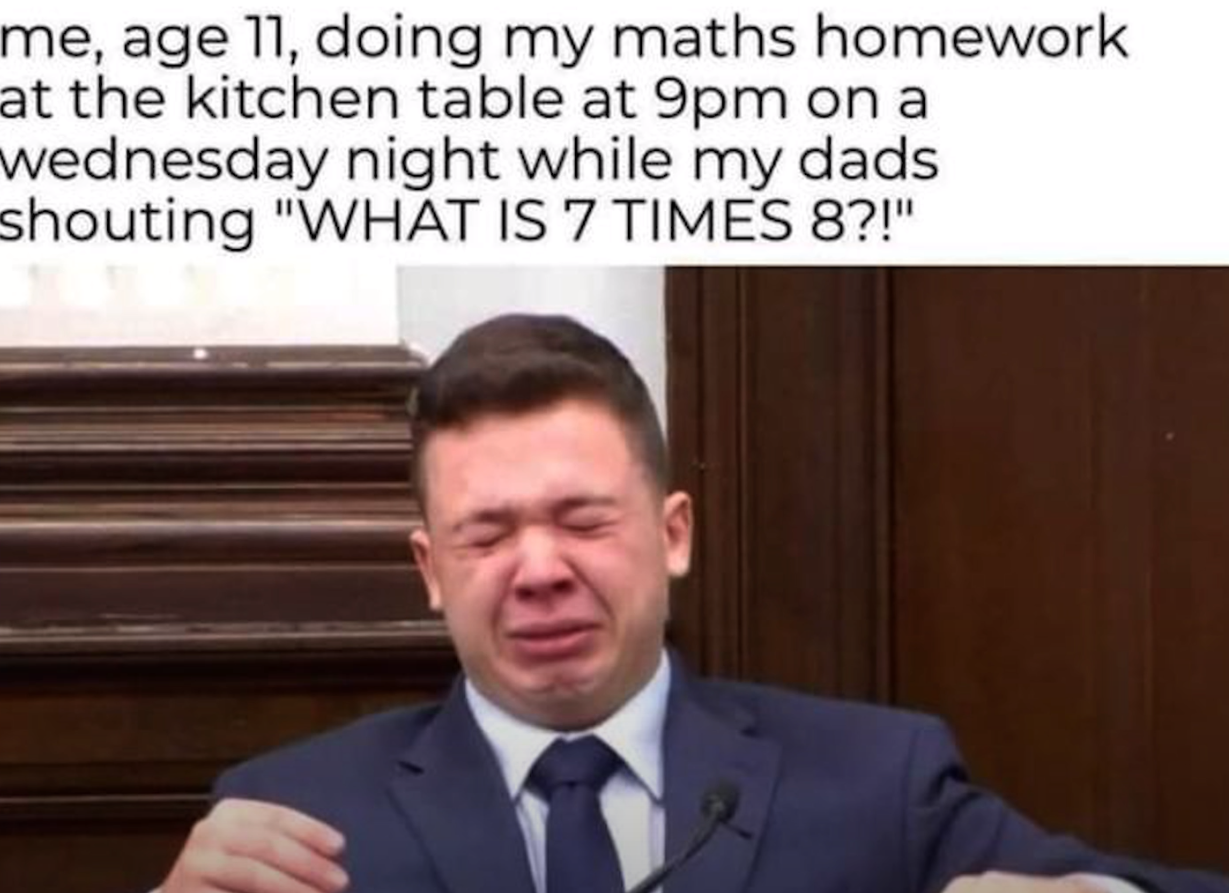 me, age 11, doing my maths homework
at the kitchen table at 9pm on a
wednesday night while my dads
shouting "WHAT IS 7 TIMES 8?!"